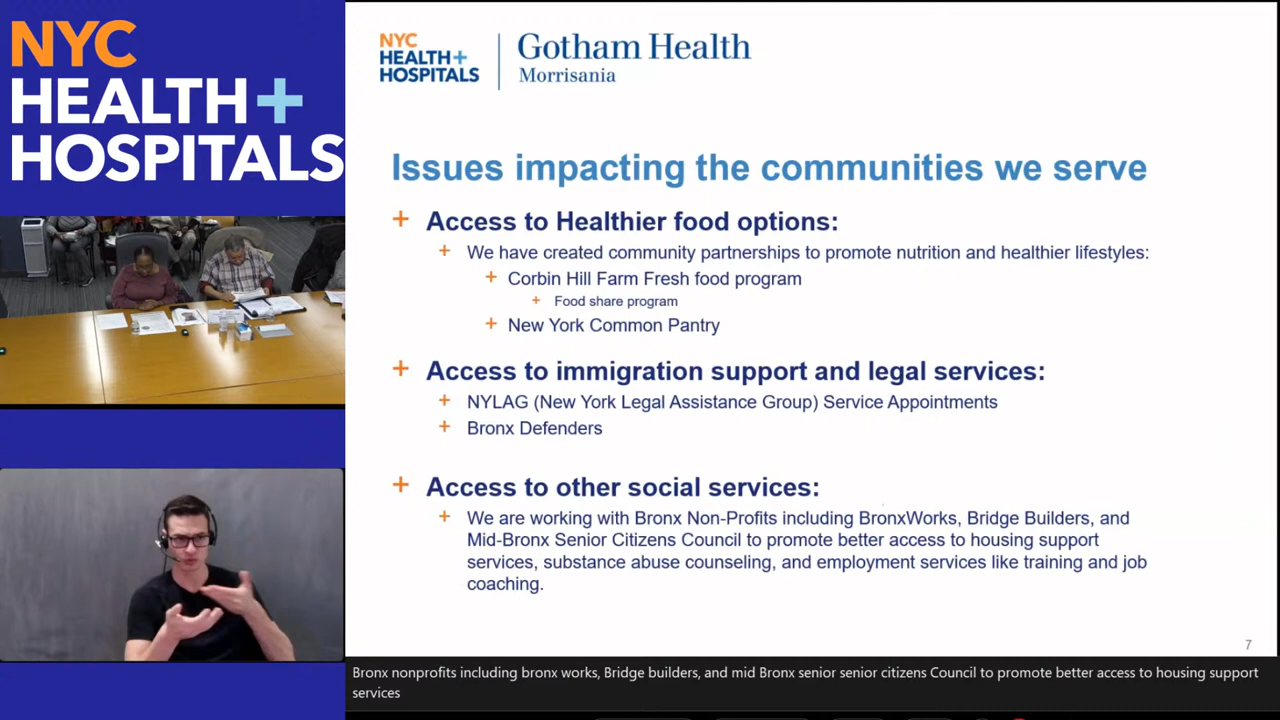 NYC
HEALTH+
HOSPITALS
NYC
HEALTH+
HOSPITALS
Gotham Health
Morrisania
Issues impacting the communities we serve
+ Access to Healthier food options:
+ We have created community partnerships to promote nutrition and healthier lifestyles:
+ Corbin Hill Farm Fresh food program
+ Food share program
+ New York Common Pantry
+ Access to immigration support and legal services:
+ NYLAG (New York Legal Assistance Group) Service Appointments
+ Bronx Defenders
+ Access to other social services:
+ We are working with Bronx Non-Profits including BronxWorks, Bridge Builders, and
Mid-Bronx Senior Citizens Council to promote better access to housing support
services, substance abuse counseling, and employment services like training and job
coaching.
7
Bronx nonprofits including bronx works, Bridge builders, and mid Bronx senior senior citizens Council to promote better access to housing support
services